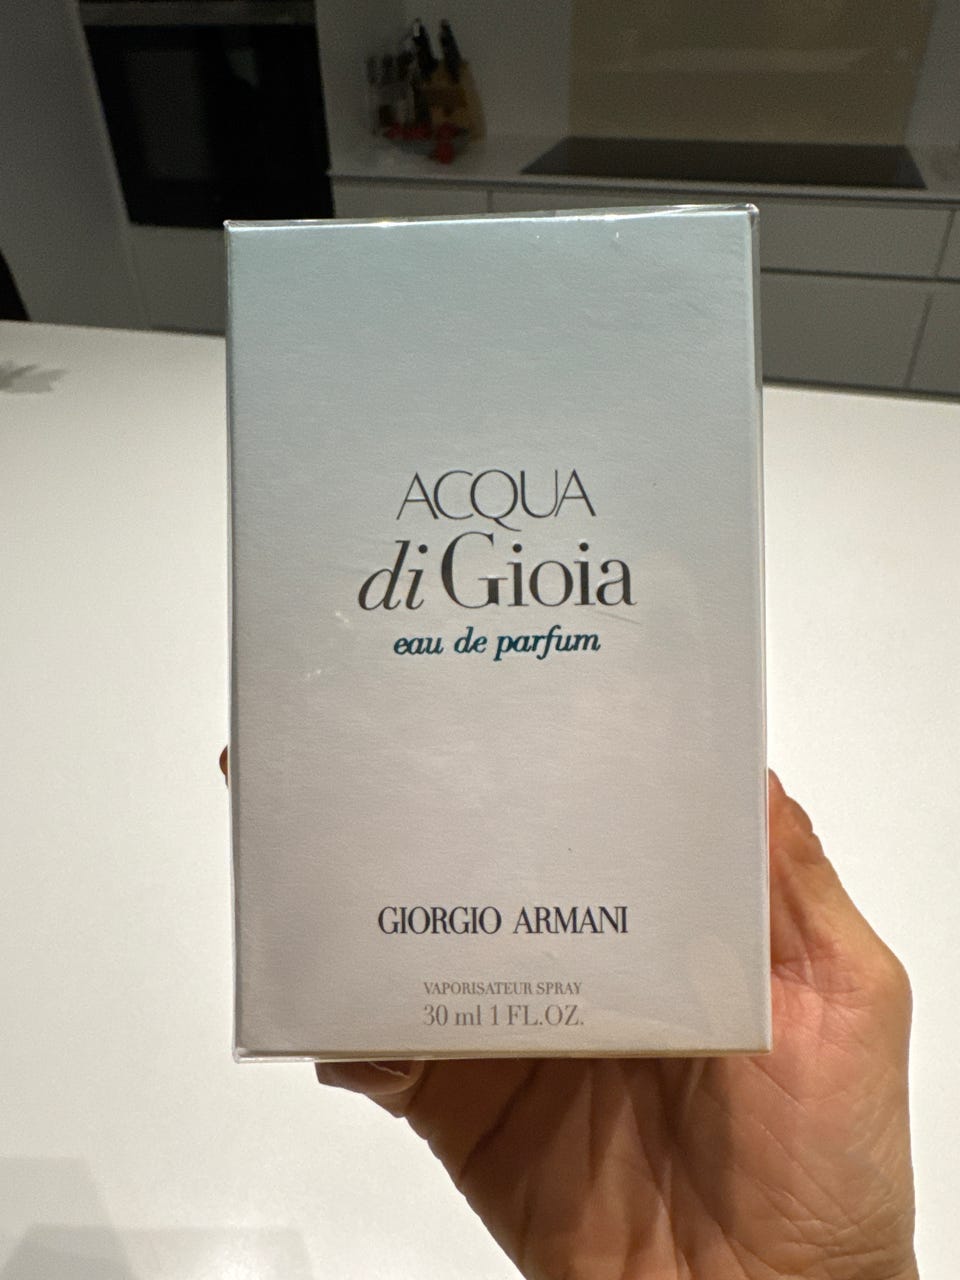 ACQUA
di Gioia
eau de parfum
GIORGIO ARMANI
VAPORISATEUR SPRAY
30 ml 1 FL.OZ.